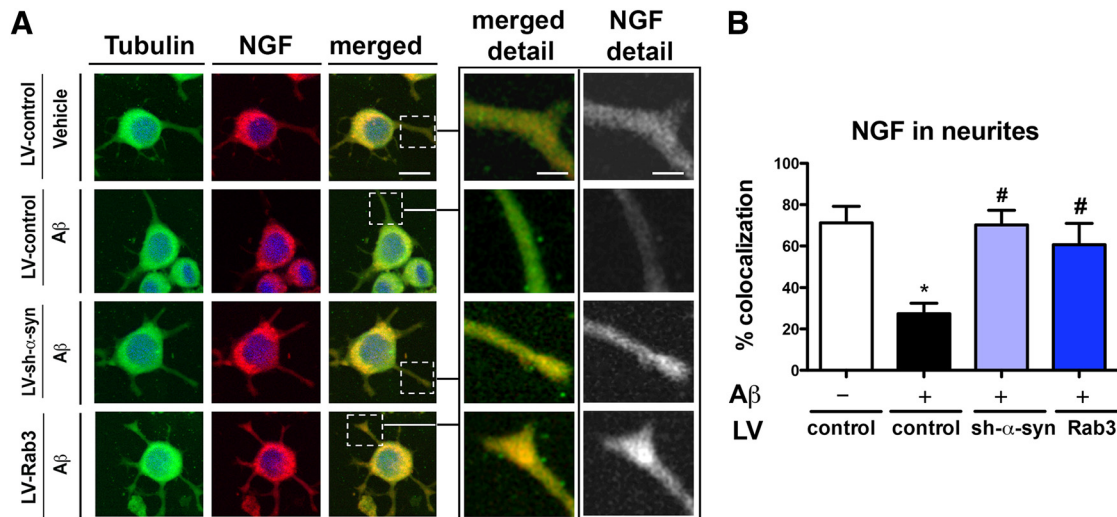 A
Tubulin
NGF
merged
merged
detail
NGF
detail
LV-control
Vehicle
LV-control
Aβ
LV-sh-α-syn
Aβ
LV-Rab3
Aβ
B
NGF in neurites
% colocalization
100
80
60
40
20
0
*
#
#
Aβ − + + +
LV control control sh-α-syn Rab3